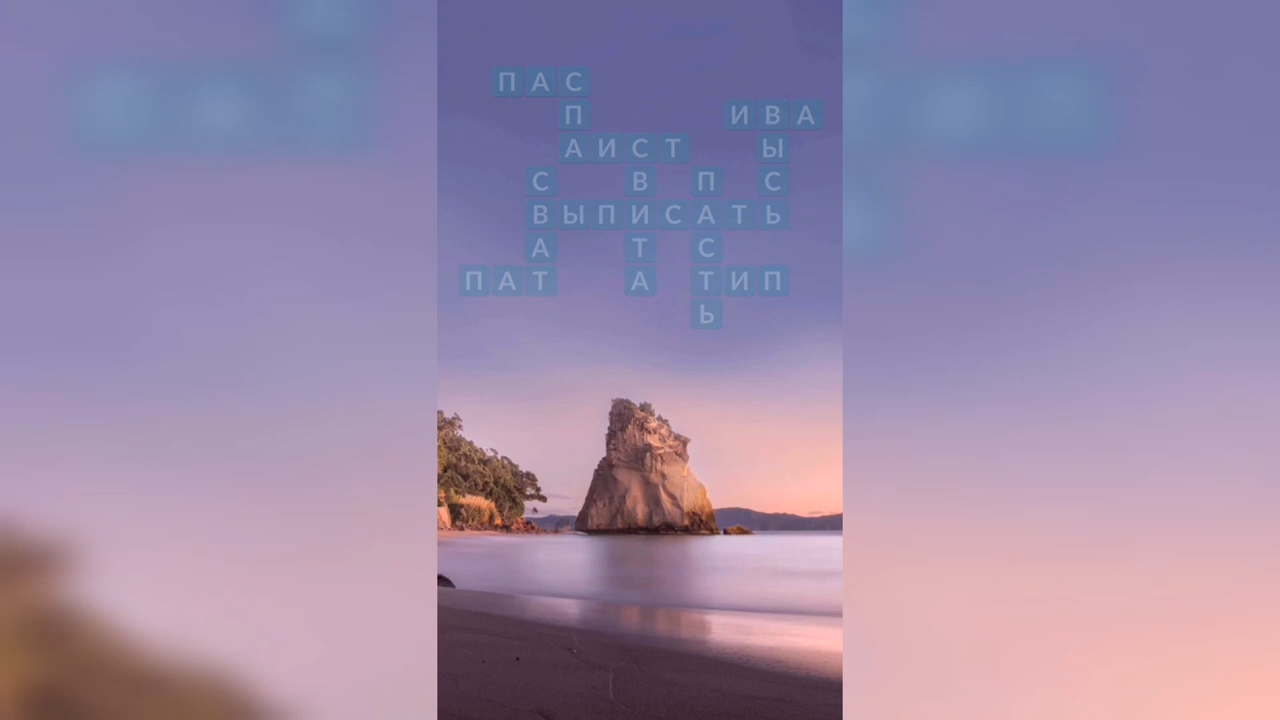 ПАС
П ИВА
АИСТ Ы
С В П С
ВЫПИСАТЬ
А Т С
ПАТ А ТИП
Ь